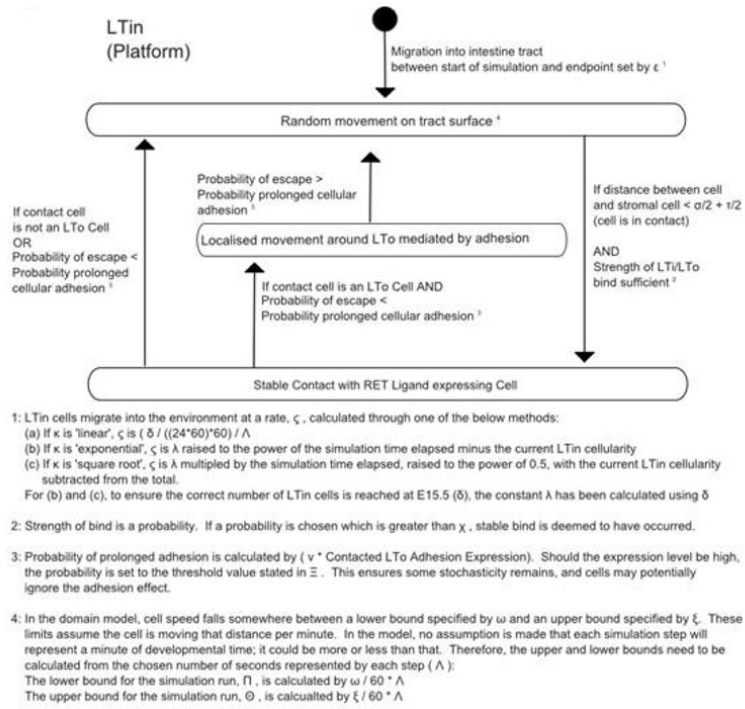 LTin
(Platform)
Migration into intestine tract
between start of simulation and endpoint set by ε ¹
Random movement on tract surface ⁴
Probability of escape >
Probability prolonged cellular
adhesion ³
If distance between cell
and stromal cell < σ/2 + τ/2
(cell is in contact)
AND
Strength of LTi/LTo
bind sufficient ²
If contact cell
is not an LTo Cell
OR
Probability of escape <
Probability prolonged
cellular adhesion ³
Localised movement around LTo mediated by adhesion
If contact cell is an LTo Cell AND
Probability of escape <
Probability prolonged cellular adhesion ³
Stable Contact with RET Ligand expressing Cell
1: LTin cells migrate into the environment at a rate, ς , calculated through one of the below methods:
(a) If κ is 'linear', ς is ( δ / ((24*60)*60) / Λ
(b) If κ is 'exponential', ς is λ raised to the power of the simulation time elapsed minus the current LTin cellularity
(c) If κ is 'square root', ς is λ multipled by the simulation time elapsed, raised to the power of 0.5, with the current LTin cellularity
subtracted from the total.
For (b) and (c), to ensure the correct number of LTin cells is reached at E15.5 (δ), the constant λ has been calculated using δ
2: Strength of bind is a probability. If a probability is chosen which is greater than χ , stable bind is deemed to have occurred.
3: Probability of prolonged adhesion is calculated by ( v * Contacted LTo Adhesion Expression). Should the expression level be high,
the probability is set to the threshold value stated in Ξ . This ensures some stochasticity remains, and cells may potentially
ignore the adhesion effect.
4: In the domain model, cell speed falls somewhere between a lower bound specified by ω and an upper bound specified by ξ. These
limits assume the cell is moving that distance per minute. In the model, no assumption is made that each simulation step will
represent a minute of developmental time; it could be more or less than that. Therefore, the upper and lower bounds need to be
calculated from the chosen number of seconds represented by each step ( Λ ):
The lower bound for the simulation run, Π , is calculated by ω / 60 * Λ
The upper bound for the simulation run, Θ , is calcualted by ξ / 60 * Λ